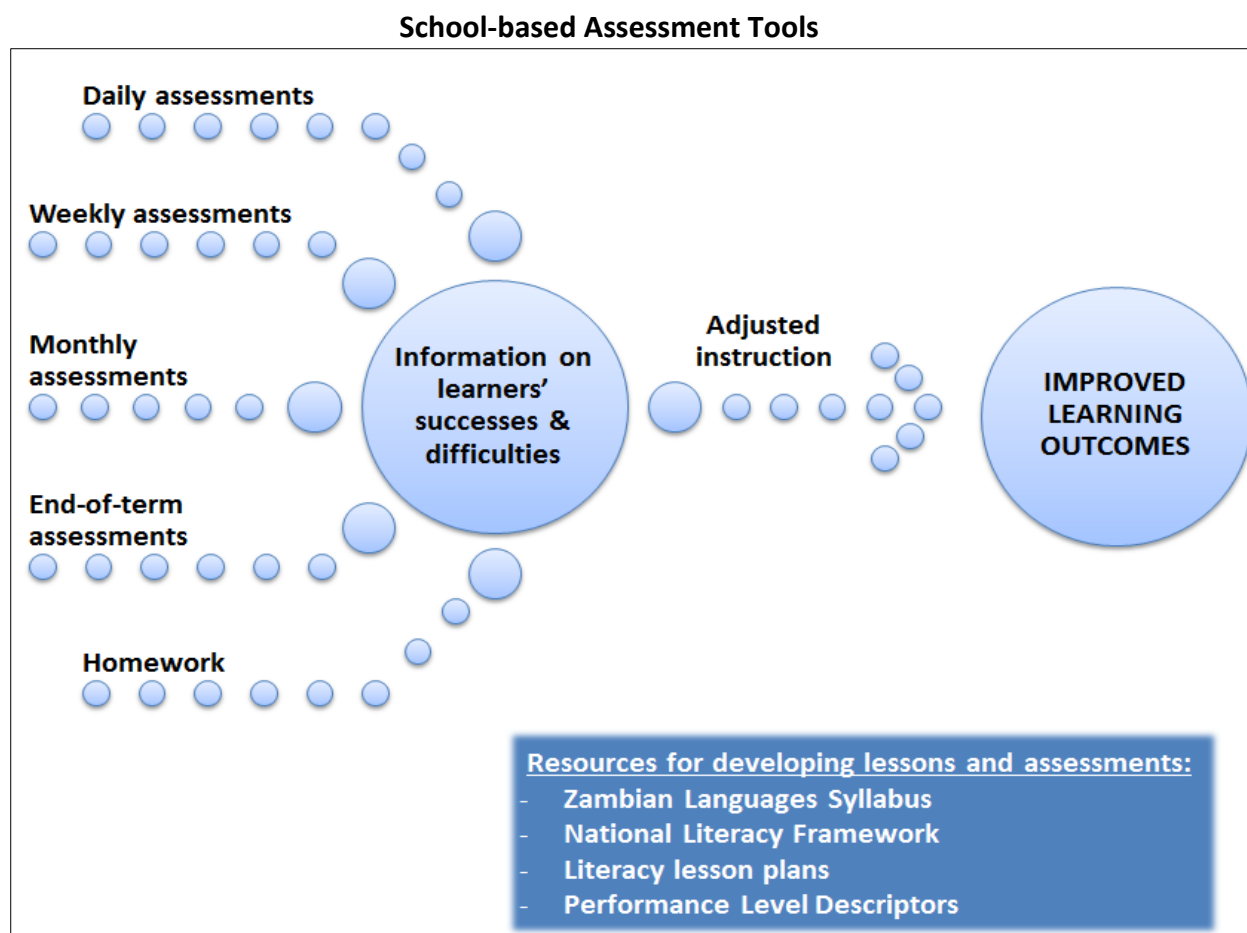 School-based Assessment Tools
Daily assessments
Weekly assessments
Monthly
assessments
End-of-term
assessments
Homework
Information on
learners’
successes &
difficulties
Adjusted
instruction
IMPROVED
LEARNING
OUTCOMES
Resources for developing lessons and assessments:
- Zambian Languages Syllabus
- National Literacy Framework
- Literacy lesson plans
- Performance Level Descriptors